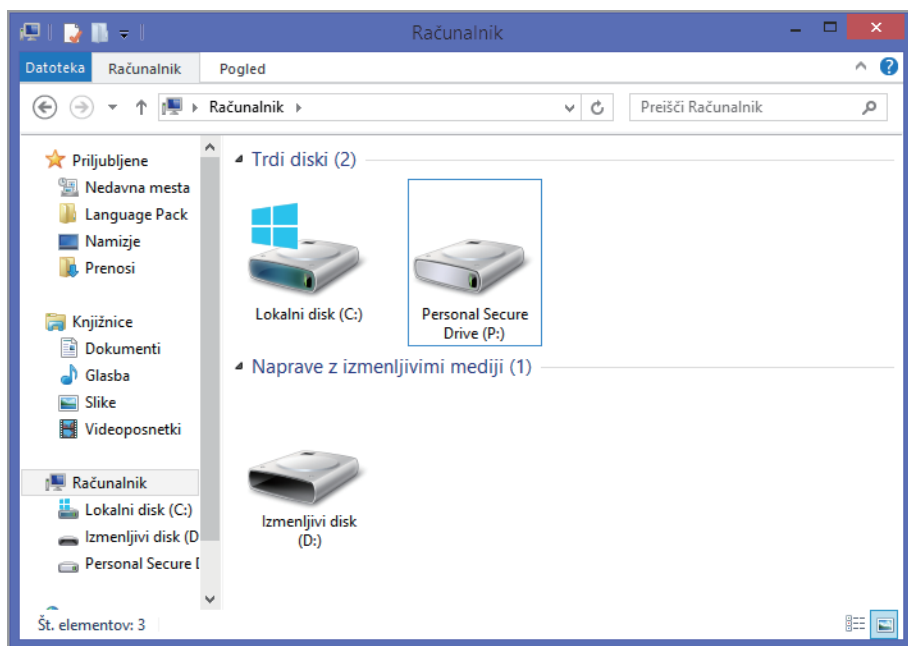 Računalnik
Datoteka Računalnik Pogled
Računalnik
Preišči Računalnik
Priljubljene
Nedavna mesta
Language Pack
Namizje
Prenosi
Knjižnice
Dokumenti
Glasba
Slike
Videoposnetki
Računalnik
Lokalni disk (C:)
Izmenljivi disk (D
Personal Secure D
Trdi diski (2)
Lokalni disk (C:)
Personal Secure
Drive (P:)
Naprave z izmenljivimi mediji (1)
Izmenljivi disk
(D:)
Št. elementov: 3